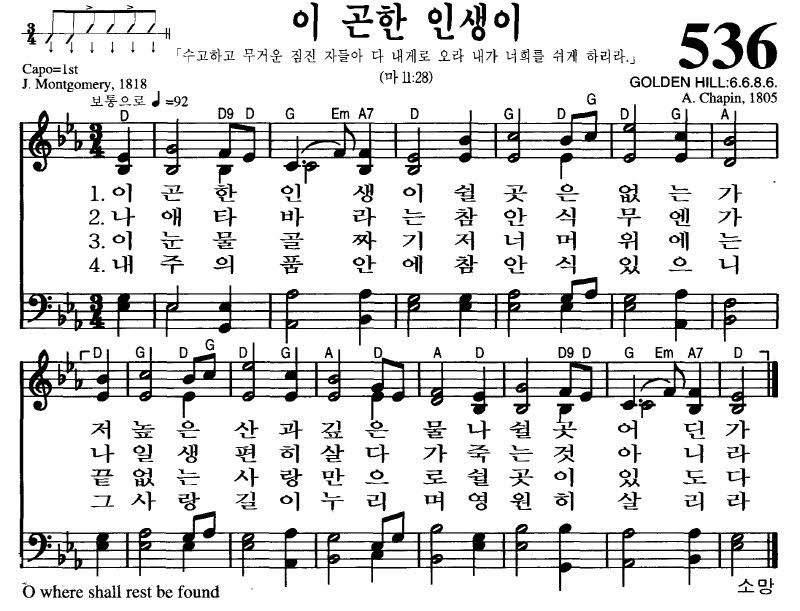 이 곤한 인생이
536
「수고하고 무거운 짐진 자들아 다 내게로 오라 내가 너희를 쉬게 하리라.」
(마 11:28)
Capo=1st
J. Montgomery, 1818
GOLDEN HILL:6.6.8.6.
A. Chapin, 1805
보통으로 ♩=92
3/4
D D9 D G Em A7 D G D G D G A
3/4
1. 이 곤 한 인 생 이 쉴 곳 은 없 는 가
2. 나 애 타 바 라 는 참 안 식 무 엔 가
3. 이 눈 물 골 짜 기 저 너 머 위 에 는
4. 내 주 의 품 안 에 참 안 식 있 으 니
3/4
D G D G D G A D A D D9 D G Em A7 D
저 높 은 산 과 깊 은 물 나 쉴 곳 어 딘 가
나 일 생 편 히 살 다 가 죽 는 것 아 니 라
끝 없 는 사 랑 만 으 로 쉴 곳 이 있 도 다
그 사 랑 길 이 누 리 며 영 원 히 살 리 라
O where shall rest be found
소망